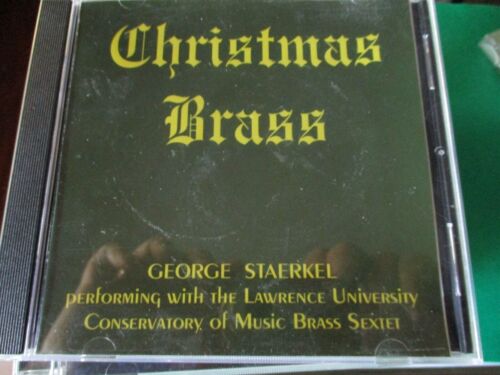 Christmas
Brass
GEORGE STAERKEL
PERFORMING WITH THE LAWRENCE UNIVERSITY
CONSERVATORY OF MUSIC BRASS SEXTET